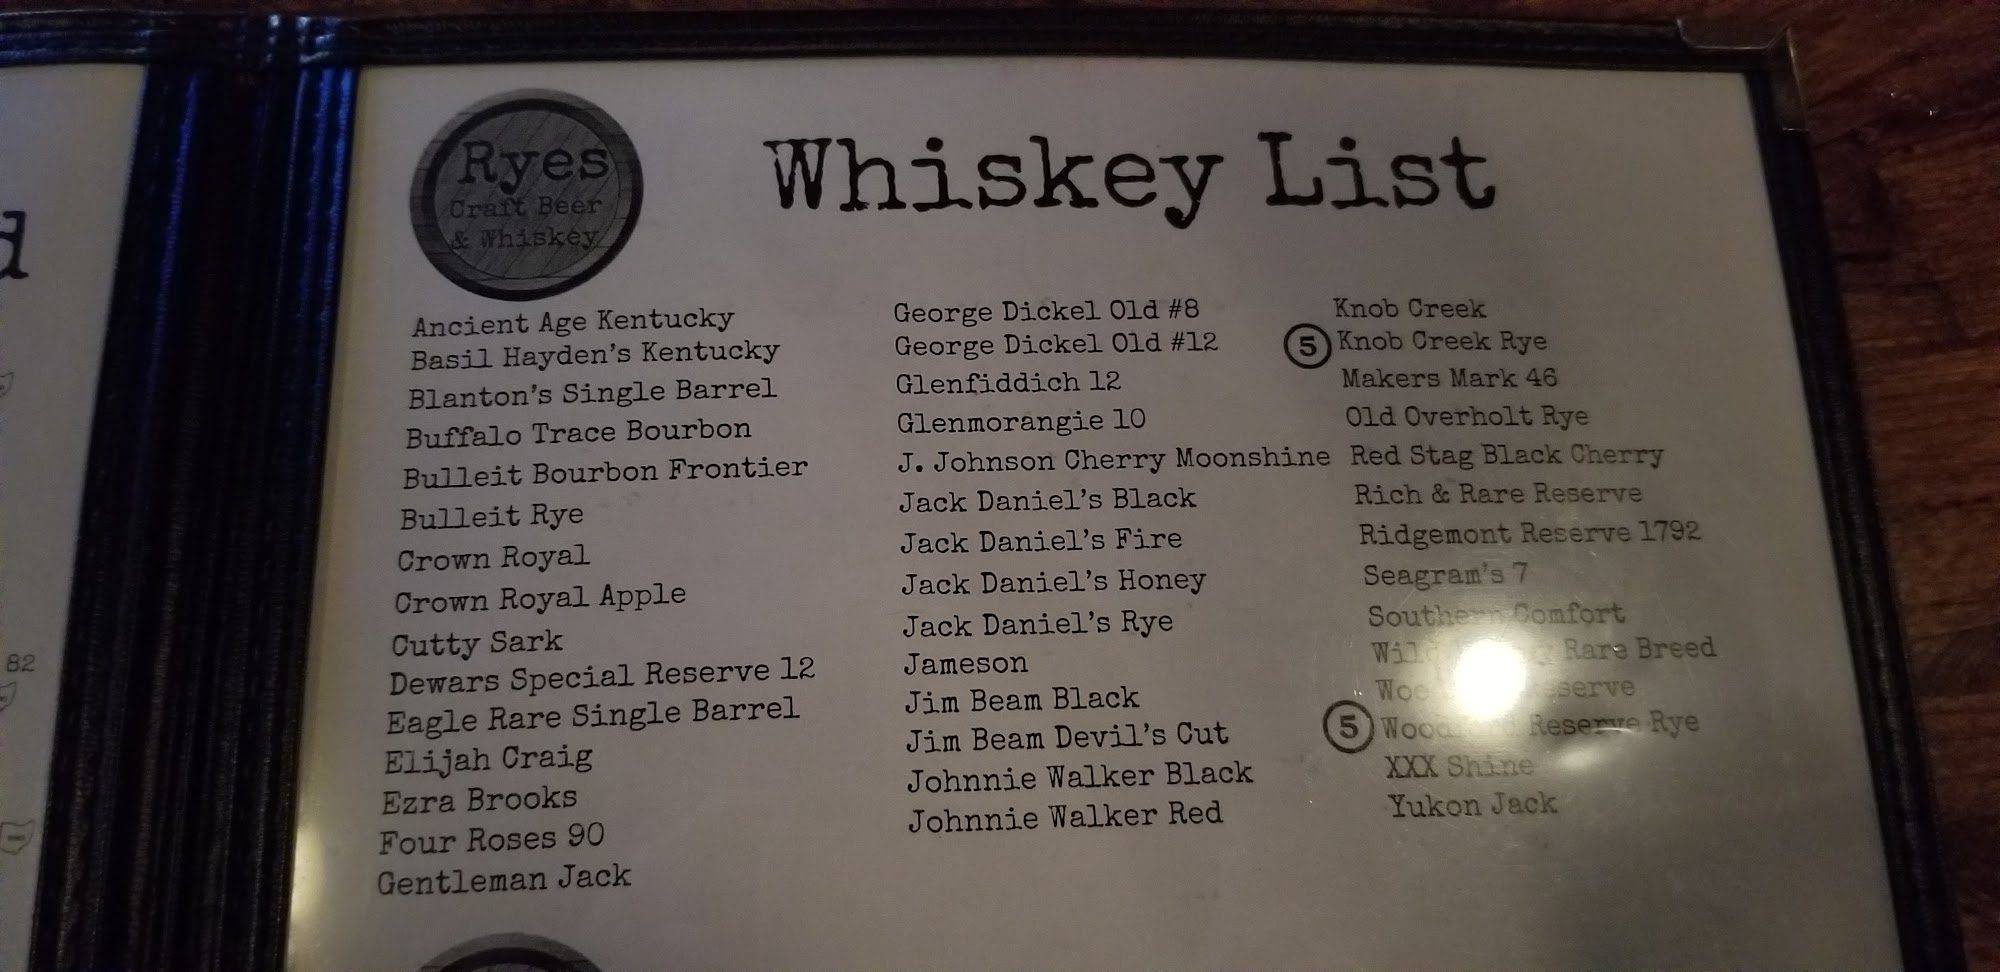 d
82
Ryes
Craft Beer
& Whiskey
Whiskey List
Ancient Age Kentucky
Basil Hayden's Kentucky
Blanton's Single Barrel
Buffalo Trace Bourbon
Bulleit Bourbon Frontier
Bulleit Rye
Crown Royal
Crown Royal Apple
Cutty Sark
Dewars Special Reserve 12
Eagle Rare Single Barrel
Elijah Craig
Ezra Brooks
Four Roses 90
Gentleman Jack
George Dickel Old #8
George Dickel Old #12
Glenfiddich 12
Glenmorangie 10
J. Johnson Cherry Moonshine
Jack Daniel's Black
Jack Daniel's Fire
Jack Daniel's Honey
Jack Daniel's Rye
Jameson
Jim Beam Black
Jim Beam Devil's Cut
Johnnie Walker Black
Johnnie Walker Red
Knob Creek
5 Knob Creek Rye
Makers Mark 46
Old Overholt Rye
Red Stag Black Cherry
Rich & Rare Reserve
Ridgemont Reserve 1792
Seagram's 7
Southern Comfort
Rare Breed
Reserve
5 Woodford Reserve Rye
XXX Shine
Yukon Jack